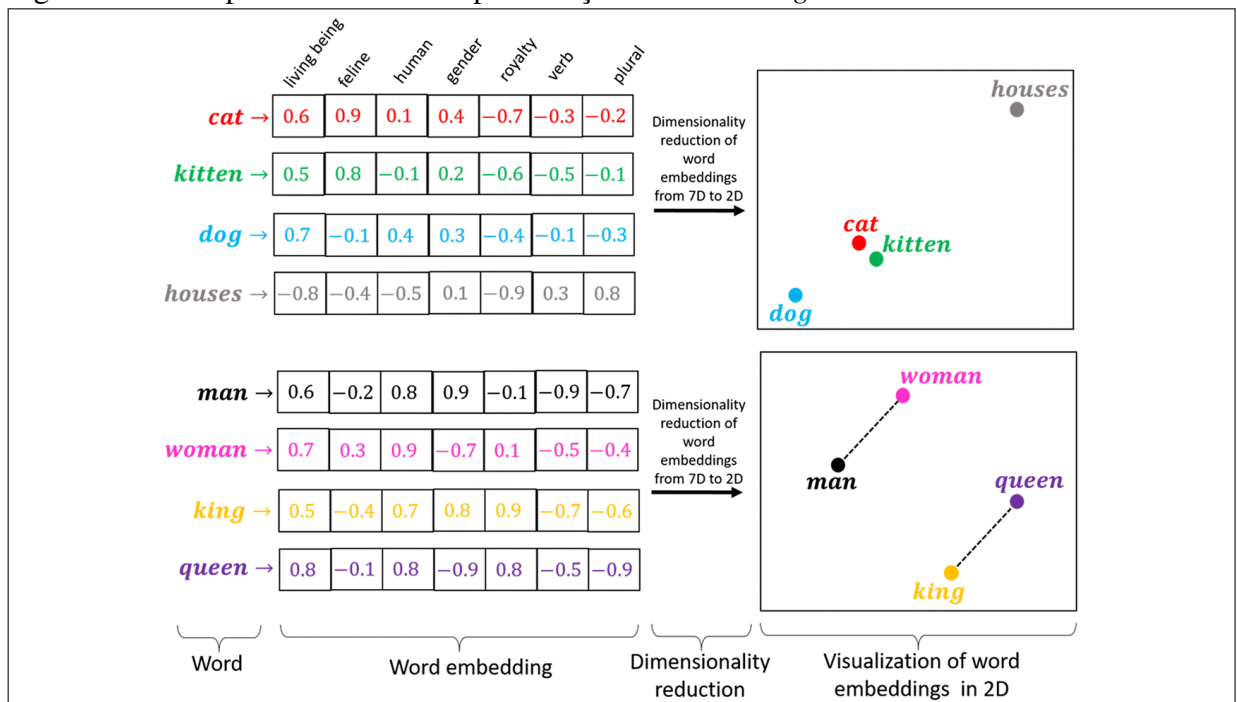 living being feline human gender royalty verb plural
cat → 0.6 0.9 0.1 0.4 −0.7 −0.3 −0.2
kitten → 0.5 0.8 −0.1 0.2 −0.6 −0.5 −0.1
dog → 0.7 −0.1 0.4 0.3 −0.4 −0.1 −0.3
houses → −0.8 −0.4 −0.5 0.1 −0.9 0.3 0.8
Dimensionality
reduction of
word
embeddings
from 7D to 2D
houses
cat
kitten
dog
man → 0.6 −0.2 0.8 0.9 −0.1 −0.9 −0.7
woman → 0.7 0.3 0.9 −0.7 0.1 −0.5 −0.4
king → 0.5 −0.4 0.7 0.8 0.9 −0.7 −0.6
queen → 0.8 −0.1 0.8 −0.9 0.8 −0.5 −0.9
Dimensionality
reduction of
word
embeddings
from 7D to 2D
woman
man
queen
king
Word
Word embedding
Dimensionality
reduction
Visualization of word
embeddings in 2D